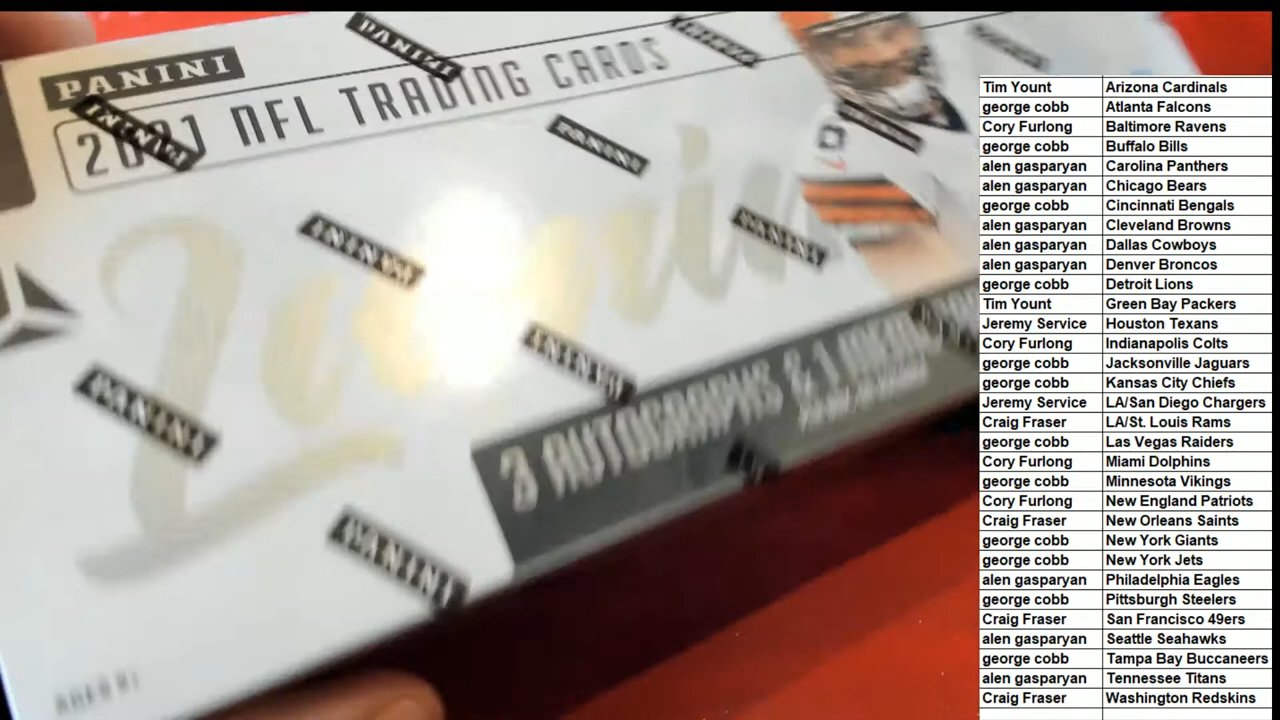 PANINI
2021 NFL TRADING CARDS
PANINI
PANINI
PANINI
PANINI
PANINI
PANINI
PANINI
PANINI
PANINI
PANINI
3 AUTOGRAPHS & 1
AGES 9+
Tim Yount Arizona Cardinals
george cobb Atlanta Falcons
Cory Furlong Baltimore Ravens
george cobb Buffalo Bills
alen gasparyan Carolina Panthers
alen gasparyan Chicago Bears
george cobb Cincinnati Bengals
alen gasparyan Cleveland Browns
alen gasparyan Dallas Cowboys
alen gasparyan Denver Broncos
george cobb Detroit Lions
Tim Yount Green Bay Packers
Jeremy Service Houston Texans
Cory Furlong Indianapolis Colts
george cobb Jacksonville Jaguars
george cobb Kansas City Chiefs
Jeremy Service LA/San Diego Chargers
Craig Fraser LA/St. Louis Rams
george cobb Las Vegas Raiders
Cory Furlong Miami Dolphins
george cobb Minnesota Vikings
Cory Furlong New England Patriots
Craig Fraser New Orleans Saints
george cobb New York Giants
george cobb New York Jets
alen gasparyan Philadelphia Eagles
george cobb Pittsburgh Steelers
Craig Fraser San Francisco 49ers
alen gasparyan Seattle Seahawks
george cobb Tampa Bay Buccaneers
alen gasparyan Tennessee Titans
Craig Fraser Washington Redskins